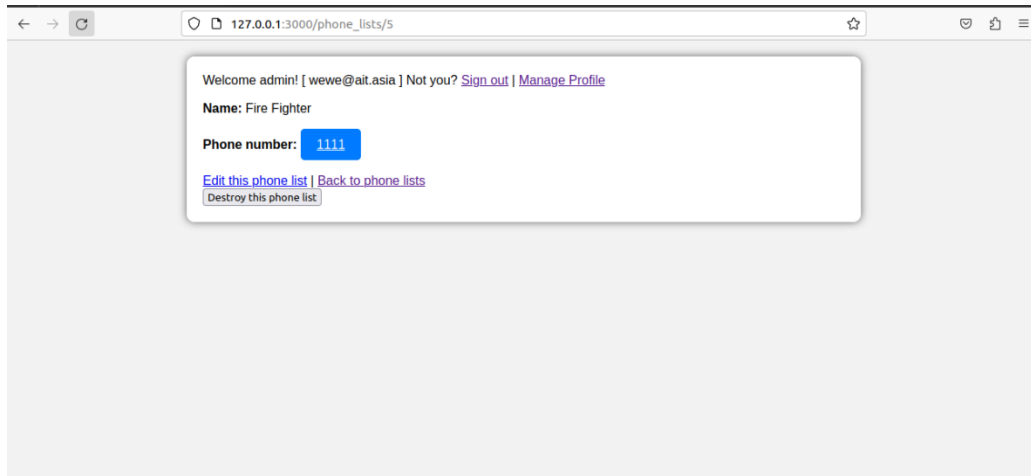 127.0.0.1:3000/phone_lists/5
Welcome admin! [ wewe@ait.asia ] Not you? Sign out | Manage Profile
Name: Fire Fighter
Phone number: 1111
Edit this phone list | Back to phone lists
Destroy this phone list